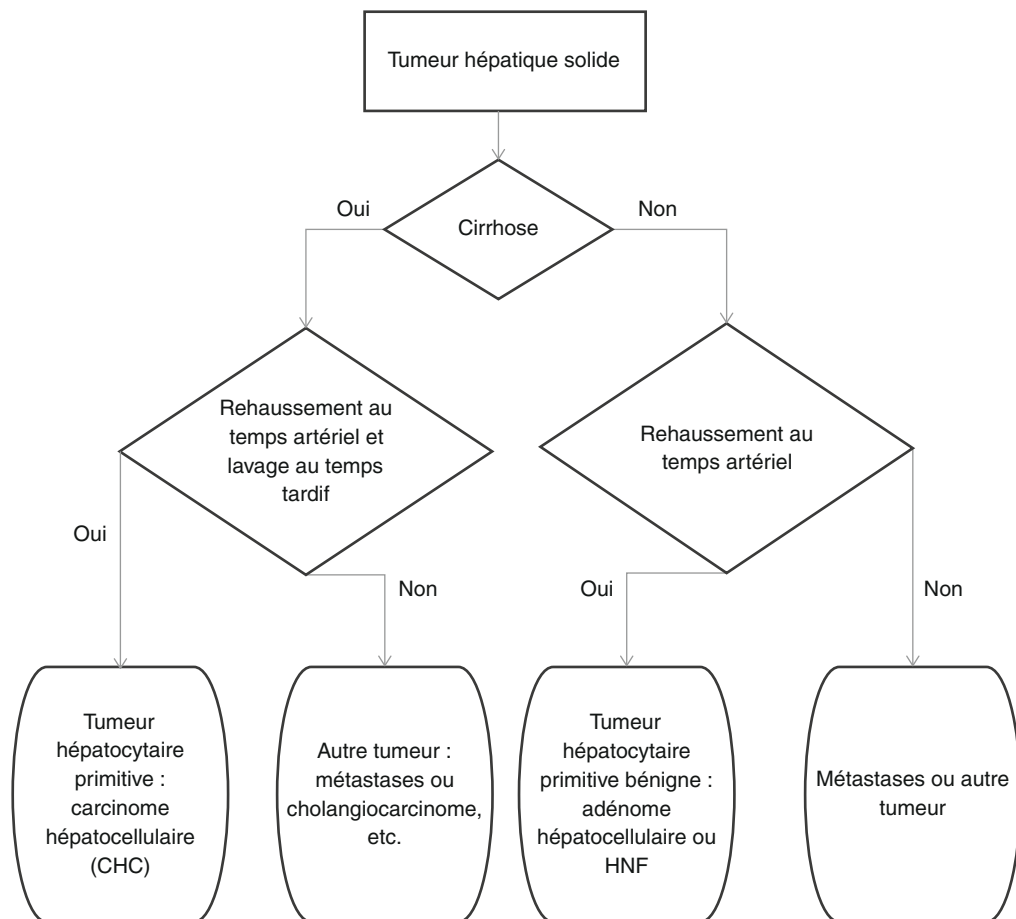 Tumeur hépatique solide
Oui
Non
Cirrhose
Rehaussement au
temps artériel et
lavage au temps
tardif
Rehaussement au
temps artériel
Oui
Non
Oui
Non
Tumeur
hépatocytaire
primitive :
carcinome
hépatocellulaire
(CHC)
Autre tumeur :
métastases ou
cholangiocarcinome,
etc.
Tumeur
hépatocytaire
primitive bénigne :
adénome
hépatocellulaire ou
HNF
Métastases ou autre
tumeur